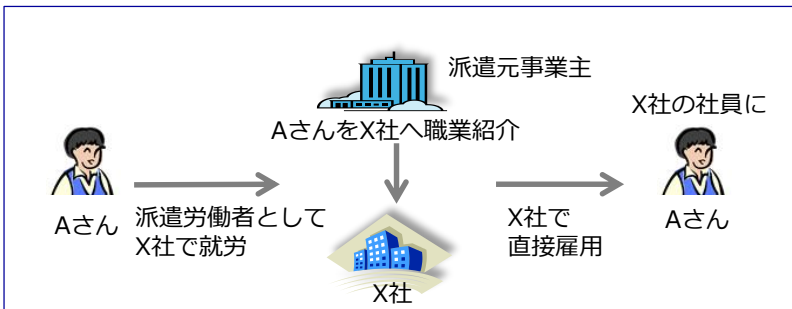 派遣元事業主
AさんをX社へ職業紹介
X社の社員に
Aさん
派遣労働者として
X社で就労
X社
X社で
直接雇用
Aさん